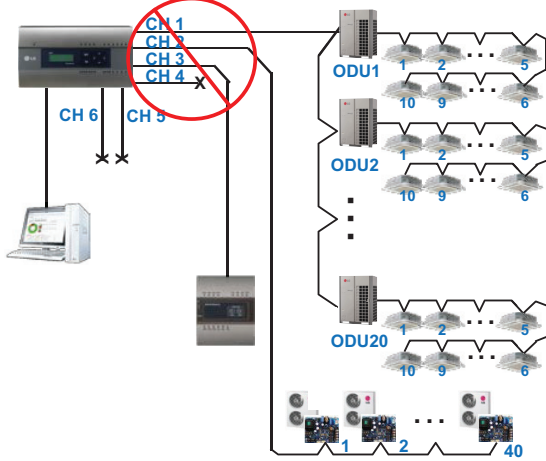 CH 1
CH 2
CH 3
CH 4
X
CH 6
CH 5
LG
ODU1
1 2 5
10 9 6
ODU2
1 2 5
10 9 6
ODU20
1 2 5
10 9 6
1 2 40